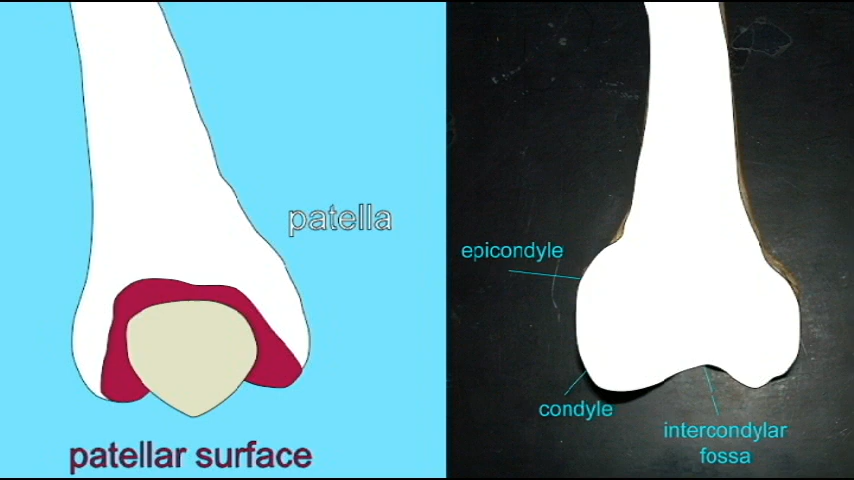 patella
patellar surface
epicondyle
condyle
intercondylar
fossa